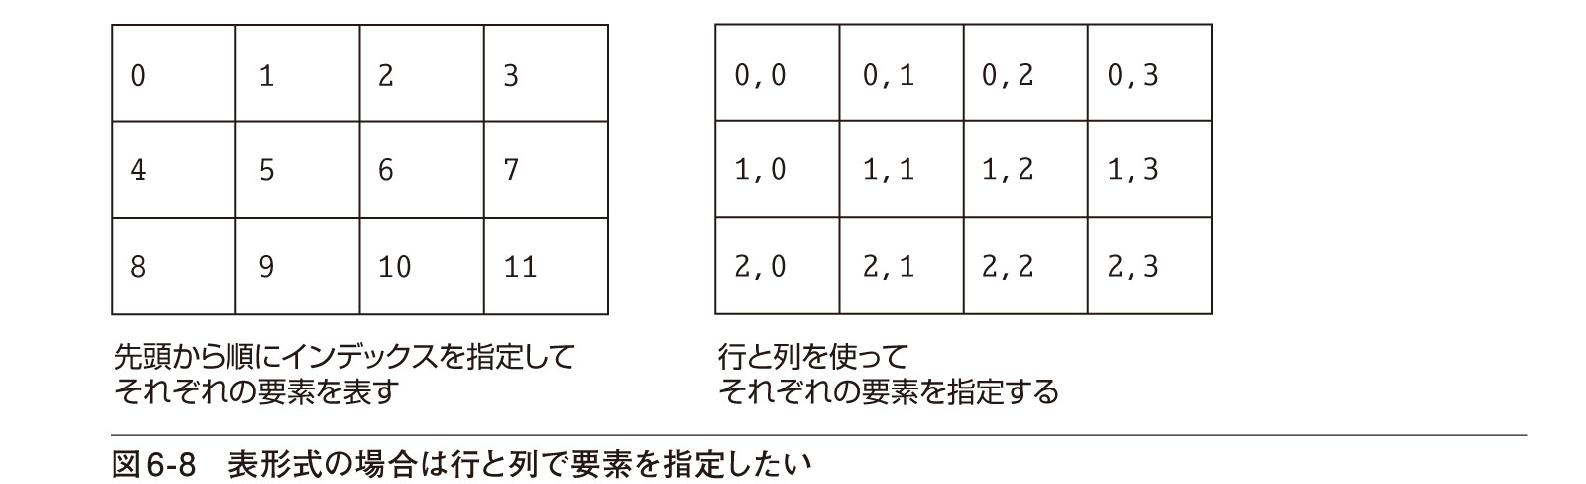 0 1 2 3
4 5 6 7
8 9 10 11
先頭から順にインデックスを指定して
それぞれの要素を表す
0,0 0,1 0,2 0,3
1,0 1,1 1,2 1,3
2,0 2,1 2,2 2,3
行と列を使って
それぞれの要素を指定する
図6-8 表形式の場合は行と列で要素を指定したい